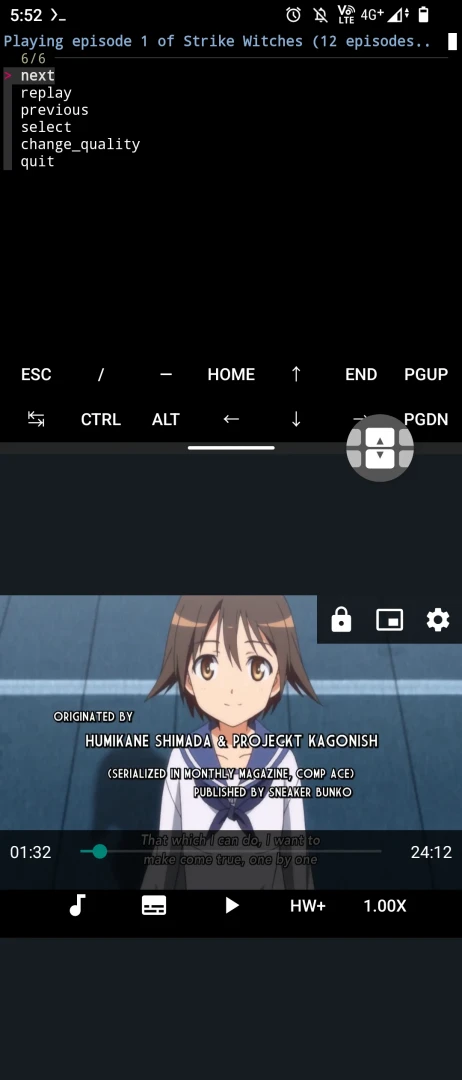 5:52
Vo LTE
4G+
Playing episode 1 of Strike Witches (12 episodes..
6/6
> next
replay
previous
select
change_quality
quit
ESC / — HOME ↑ END PGUP
↹ CTRL ALT ← ↓ → PGDN
ORIGINATED BY
HUMIKANE SHIMADA & PROJECKT KAGONISH
(SERIALIZED IN MONTHLY MAGAZINE, COMP ACE)
PUBLISHED BY SNEAKER BUNKO
That which I can do, I want to
make come true, one by one
01:32
24:12
HW+
1.00X